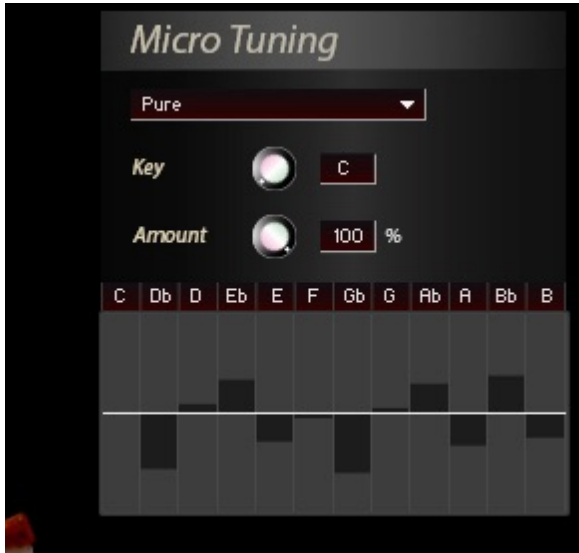 Micro Tuning
Pure
Key C
Amount 100 %
C Db D Eb E F Gb G Ab A Bb B